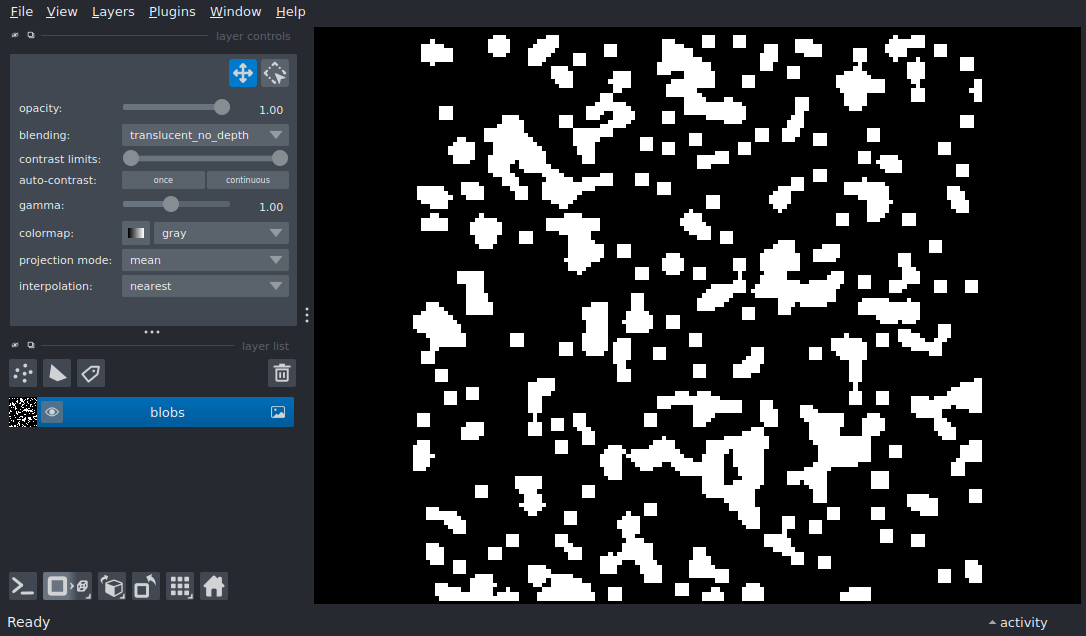 File View Layers Plugins Window Help
layer controls
opacity: 1.00
blending: translucent_no_depth
contrast limits:
auto-contrast: once continuous
gamma: 1.00
colormap: gray
projection mode: mean
interpolation: nearest
layer list
blobs
Ready activity